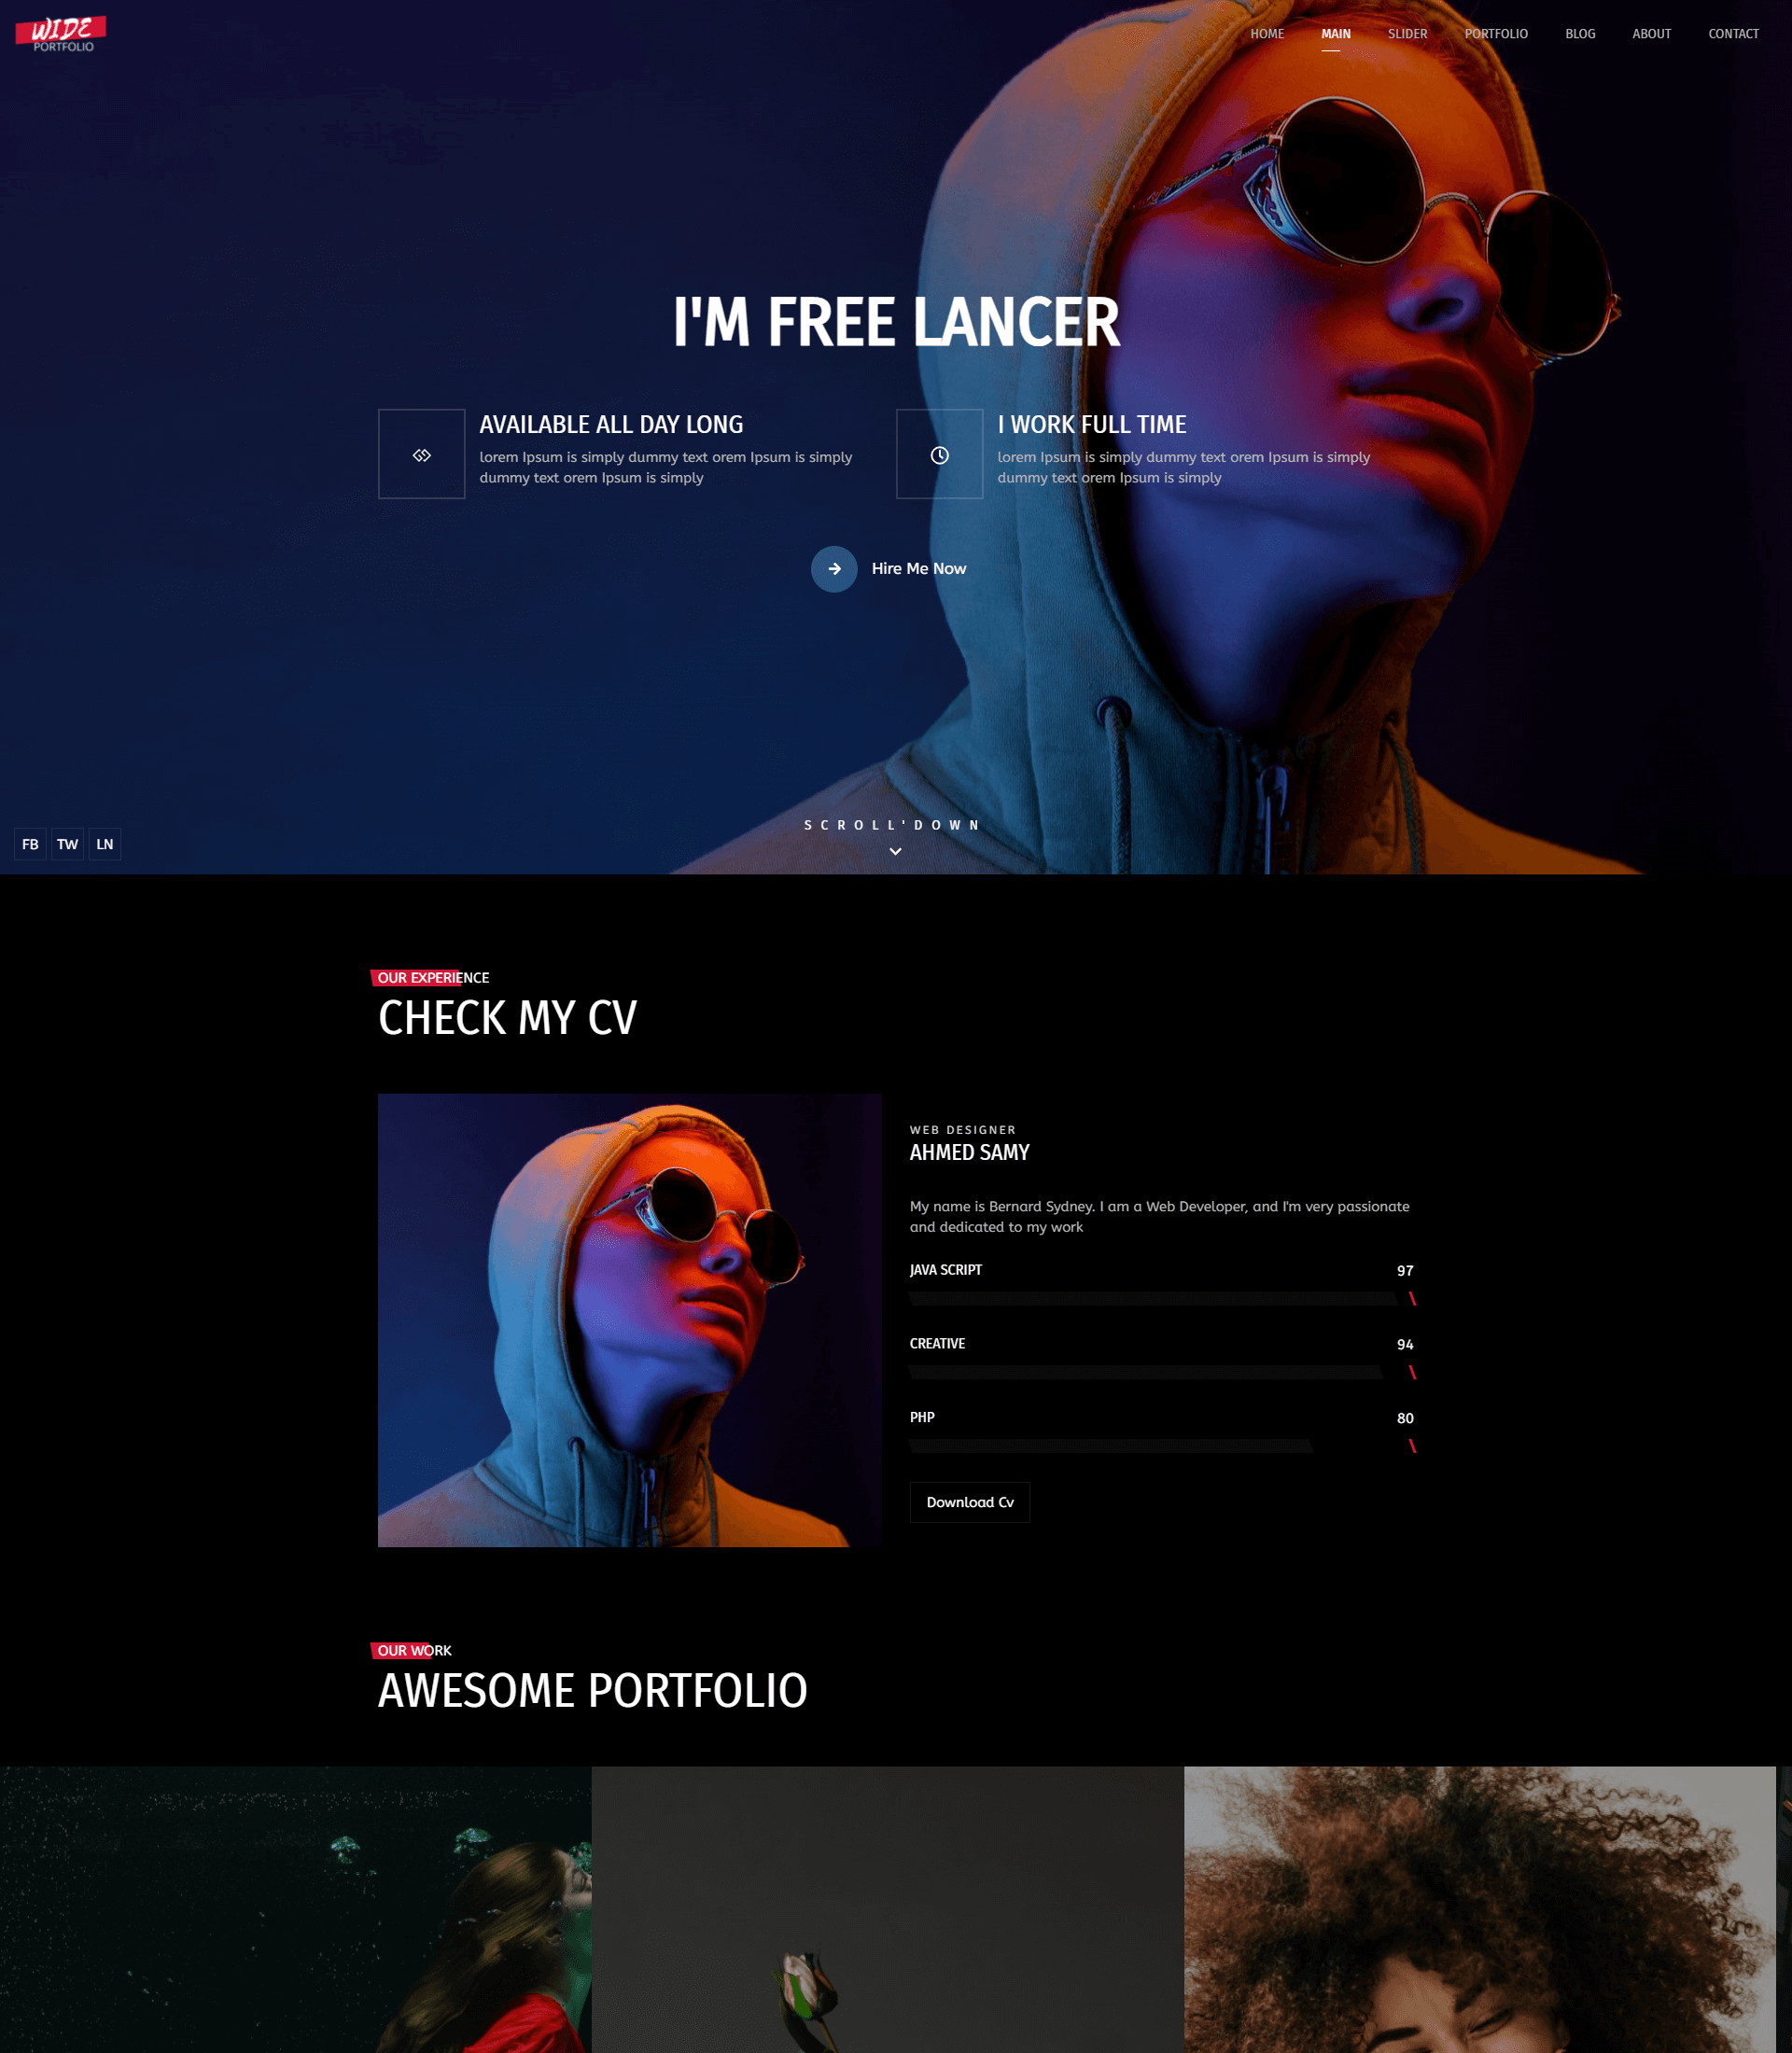 WIDE
PORTFOLIO
HOME MAIN SLIDER PORTFOLIO BLOG ABOUT CONTACT
I'M FREE LANCER
AVAILABLE ALL DAY LONG
lorem Ipsum is simply dummy text orem Ipsum is simply
dummy text orem Ipsum is simply
I WORK FULL TIME
lorem Ipsum is simply dummy text orem Ipsum is simply
dummy text orem Ipsum is simply
Hire Me Now
SCROLL'DOWN
FB TW LN
OUR EXPERIENCE
CHECK MY CV
WEB DESIGNER
AHMED SAMY
My name is Bernard Sydney. I am a Web Developer, and I'm very passionate
and dedicated to my work
JAVA SCRIPT 97
CREATIVE 94
PHP 80
Download Cv
OUR WORK
AWESOME PORTFOLIO